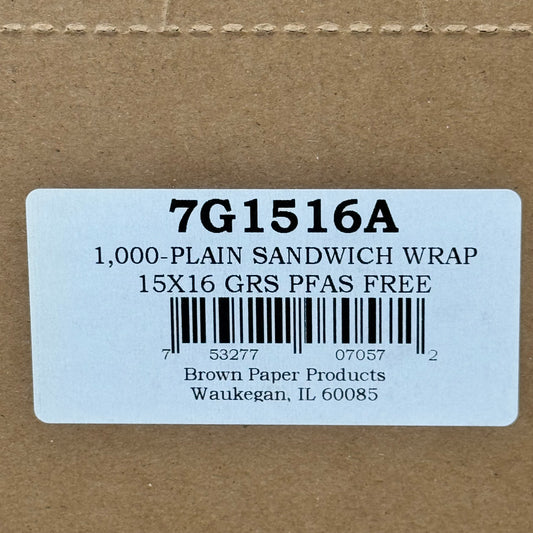 7G1516A
1,000-PLAIN SANDWICH WRAP
15X16 GRS PFAS FREE
7 53277 07057 2
Brown Paper Products
Waukegan, IL 60085